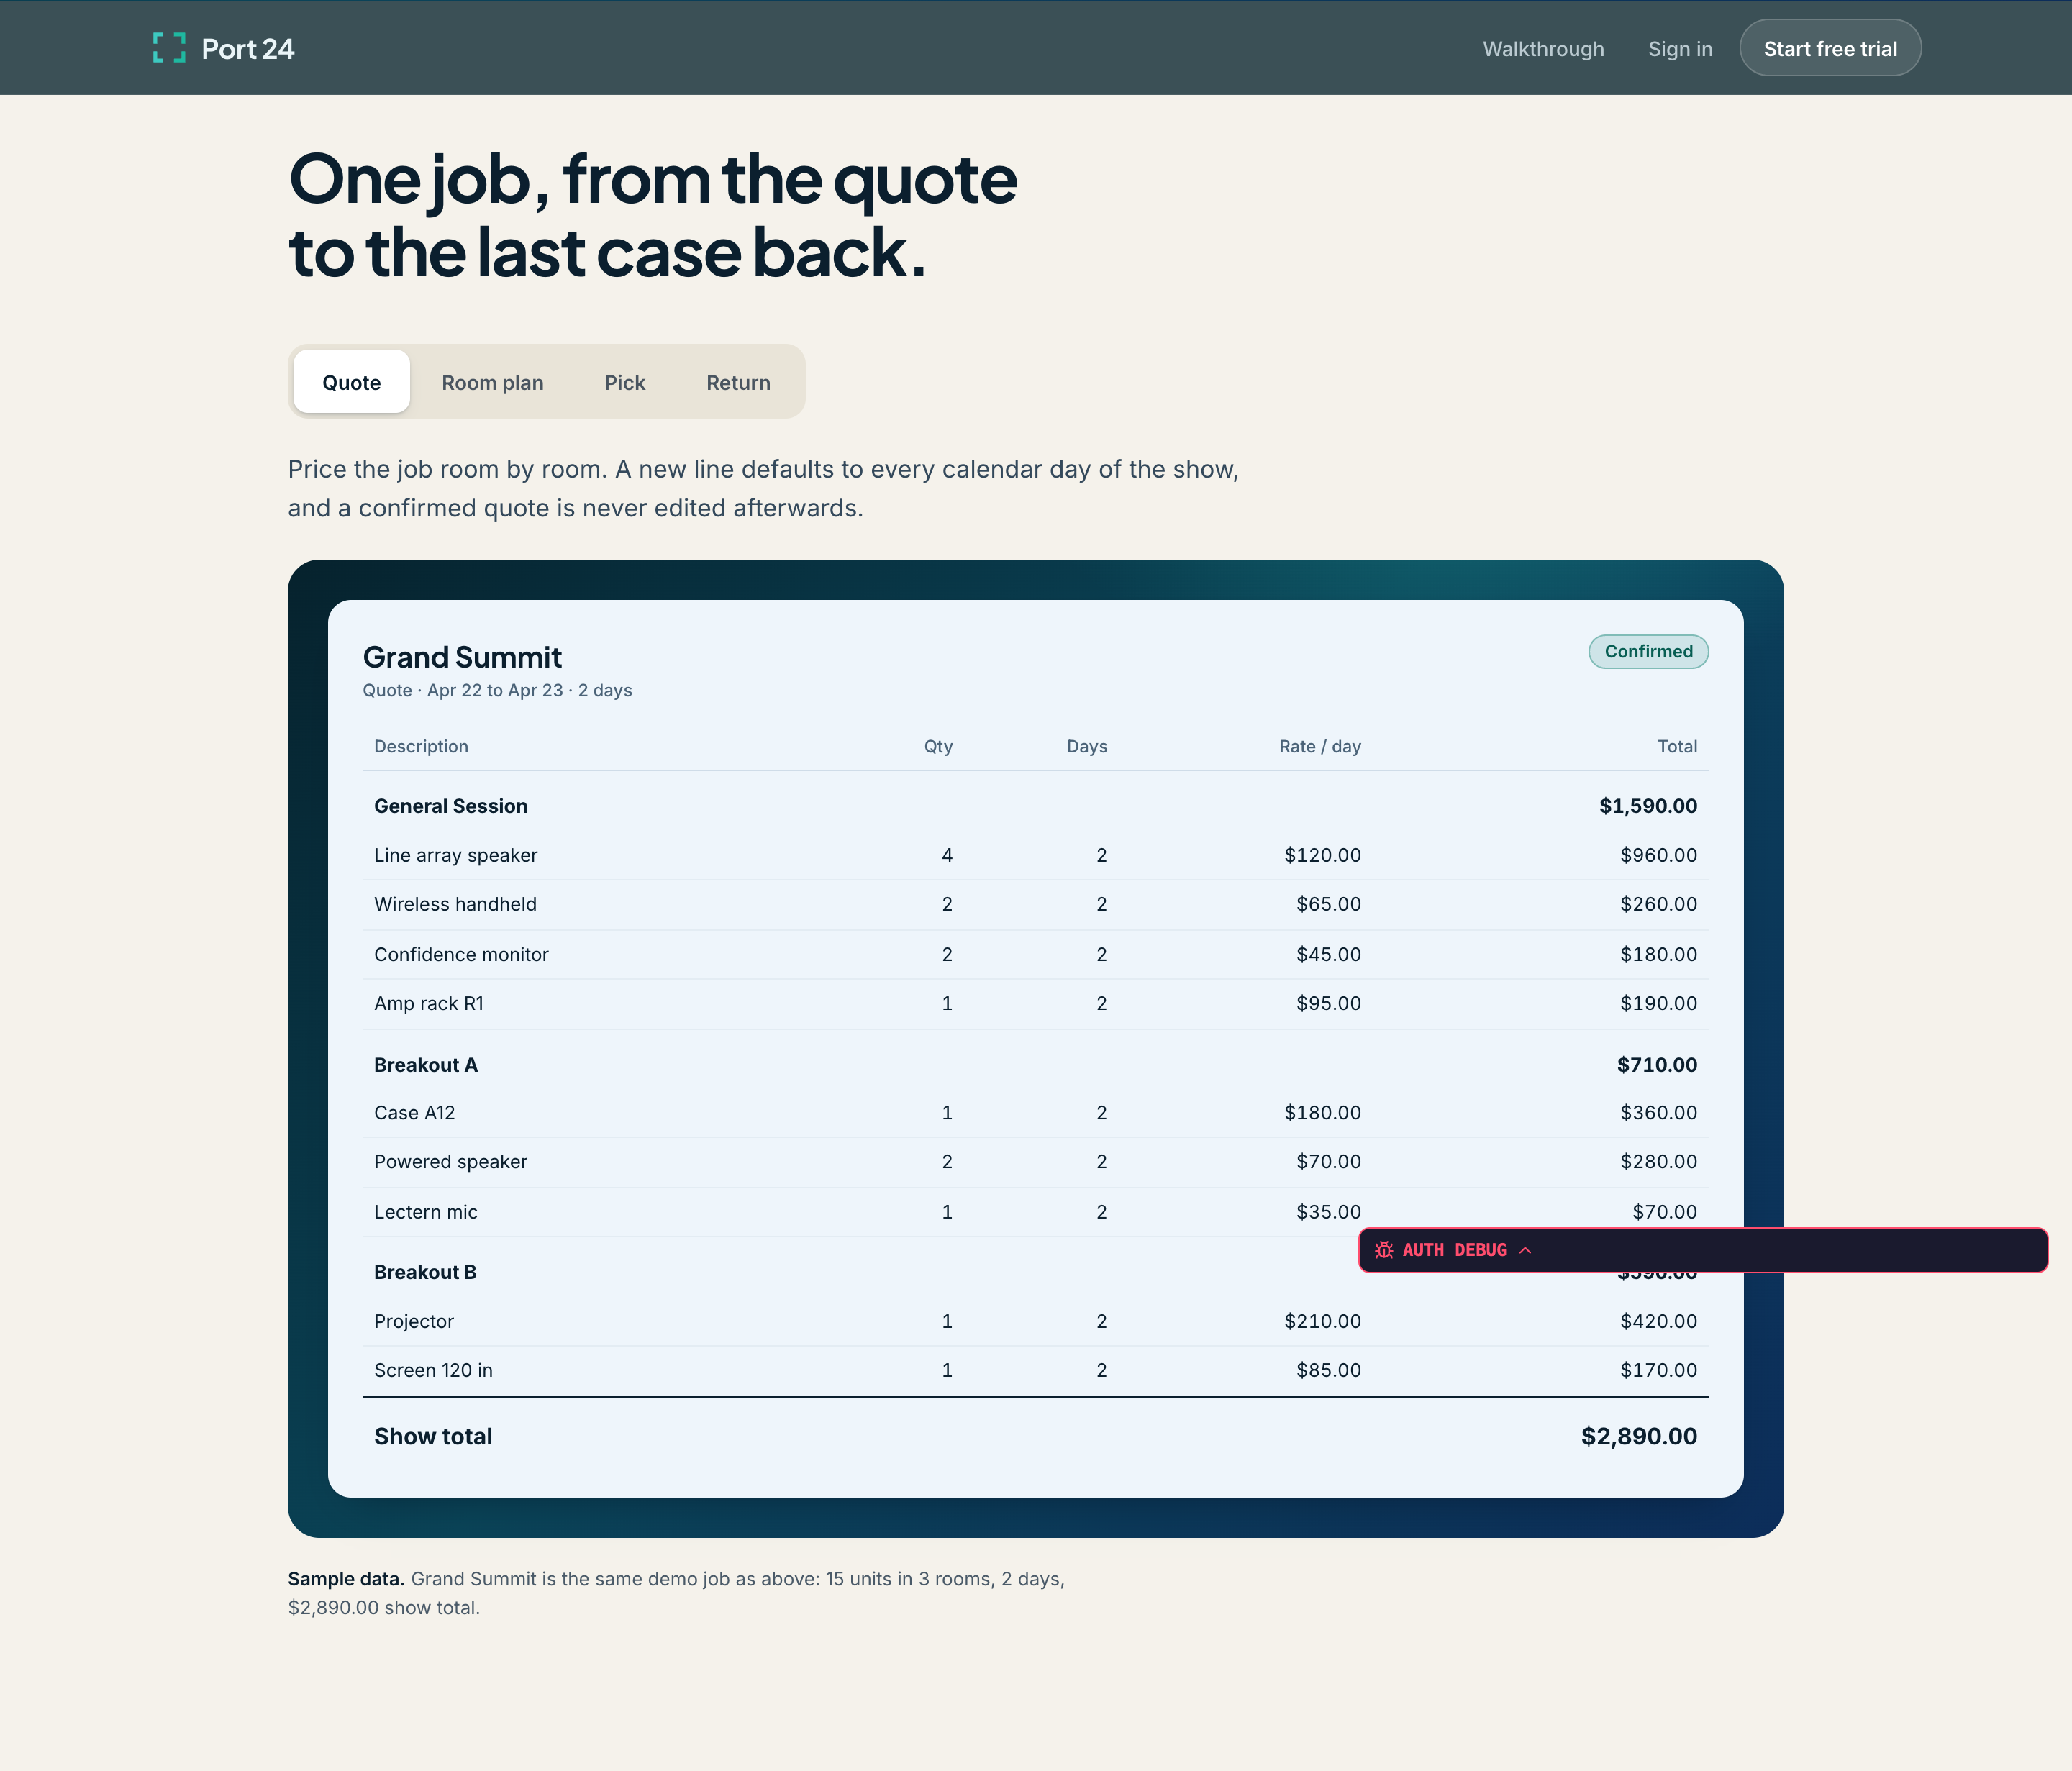 Port 24
Walkthrough Sign in Start free trial
One job, from the quote
to the last case back.
Quote Room plan Pick Return
Price the job room by room. A new line defaults to every calendar day of the show,
and a confirmed quote is never edited afterwards.
Grand Summit Confirmed
Quote · Apr 22 to Apr 23 · 2 days
Description Qty Days Rate / day Total
General Session $1,590.00
Line array speaker 4 2 $120.00 $960.00
Wireless handheld 2 2 $65.00 $260.00
Confidence monitor 2 2 $45.00 $180.00
Amp rack R1 1 2 $95.00 $190.00
Breakout A $710.00
Case A12 1 2 $180.00 $360.00
Powered speaker 2 2 $70.00 $280.00
Lectern mic 1 2 $35.00 $70.00
AUTH DEBUG
Breakout B
Projector 1 2 $210.00 $420.00
Screen 120 in 1 2 $85.00 $170.00
Show total $2,890.00
Sample data. Grand Summit is the same demo job as above: 15 units in 3 rooms, 2 days,
$2,890.00 show total.